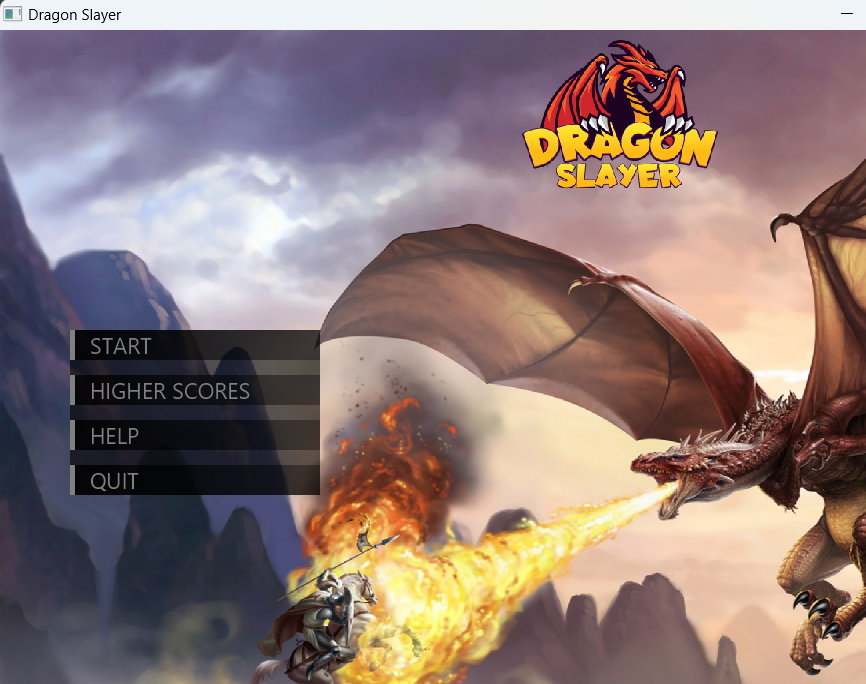 Dragon Slayer
DRAGON
SLAYER
START
HIGHER SCORES
HELP
QUIT